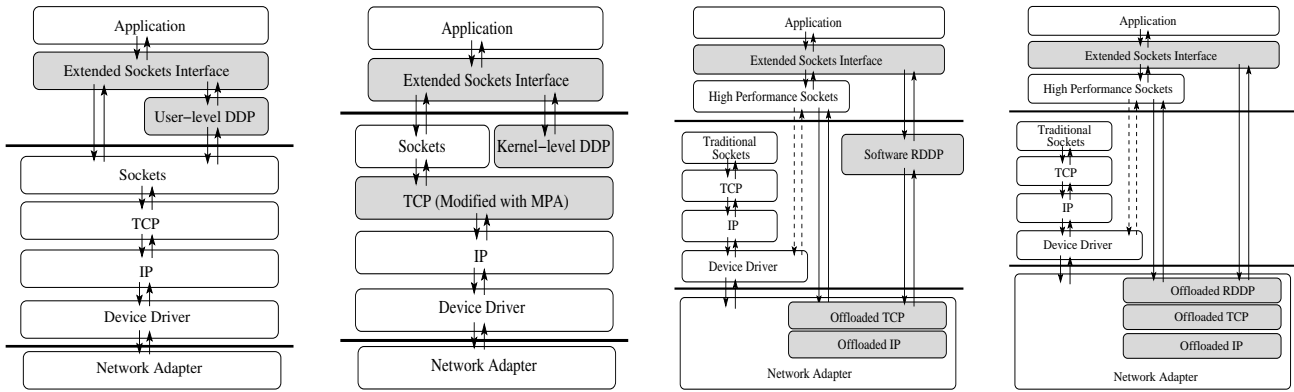 Application
Extended Sockets Interface
User-level DDP
Sockets
TCP
IP
Device Driver
Network Adapter
Application
Extended Sockets Interface
Sockets
Kernel-level DDP
TCP (Modified with MPA)
IP
Device Driver
Network Adapter
Application
Extended Sockets Interface
High Performance Sockets
Traditional
Sockets
Software RDDP
TCP
IP
Device Driver
Offloaded TCP
Offloaded IP
Network Adapter
Application
Extended Sockets Interface
High Performance Sockets
Traditional
Sockets
TCP
IP
Device Driver
Offloaded RDDP
Offloaded TCP
Offloaded IP
Network Adapter